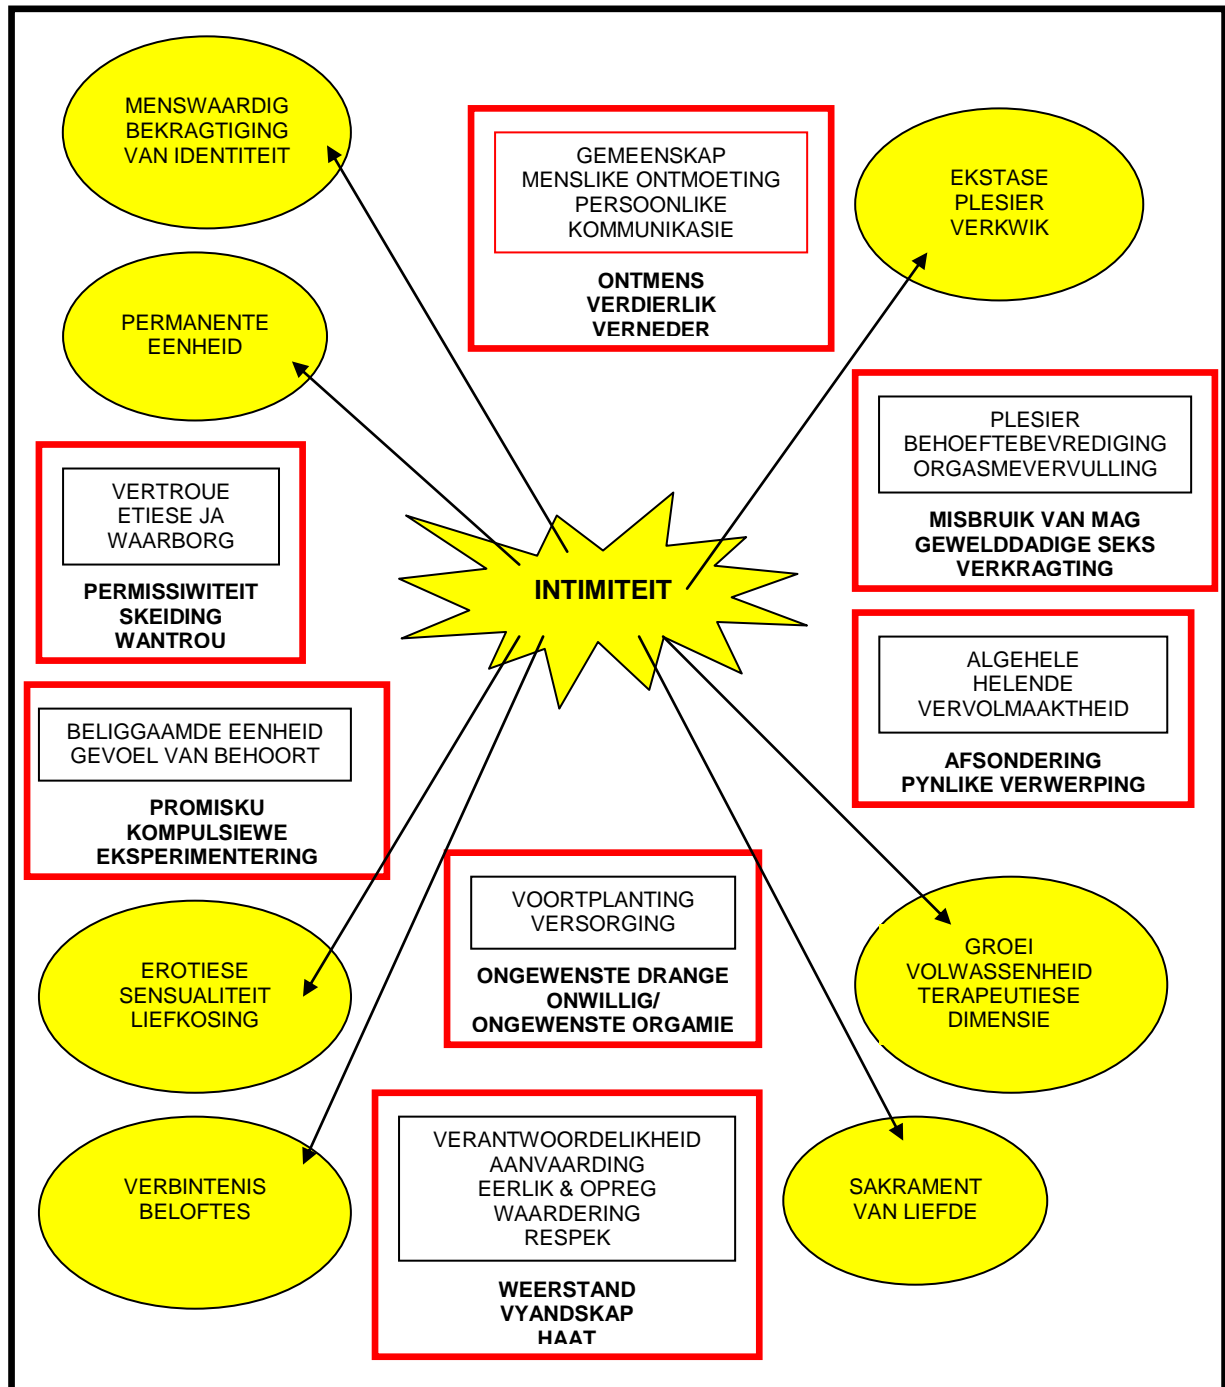 MENSWAARDIG
BEKRAGTIGING
VAN IDENTITEIT
GEMEENSKAP
MENSLIKE ONTMOETING
PERSOONLIKE
KOMMUNIKASIE
ONTMENS
VERDIERLIK
VERNEDER
EKSTASE
PLESIER
VERKWIK
PERMANENTE
EENHEID
PLESIER
BEHOEFTEBEVREDIGING
ORGASMEVERVULLING
MISBRUIK VAN MAG
GEWELDDADIGE SEKS
VERKRAGTING
VERTROUE
ETIESE JA
WAARBORG
PERMISSIWITEIT
SKEIDING
WANTROU
INTIMITEIT
ALGEHELE
HELENDE
VERVOLMAAKTHEID
AFSONDERING
PYNLIKE VERWERPING
BELIGGAAMDE EENHEID
GEVOEL VAN BEHOORT
PROMISKU
KOMPULSIEWE
EKSPERIMENTERING
VOORTPLANTING
VERSORGING
ONGEWENSTE DRANGE
ONWILLIG/
ONGEWENSTE ORGAMIE
EROTIESE
SENSUALITEIT
LIEFKOSING
GROEI
VOLWASSENHEID
TERAPEUTIESE
DIMENSIE
VERBINTENIS
BELOFTES
VERANTWOORDELIKHEID
AANVAARDING
EERLIK & OPREG
WAARDERING
RESPEK
WEERSTAND
VYANDSKAP
HAAT
SAKRAMENT
VAN LIEFDE